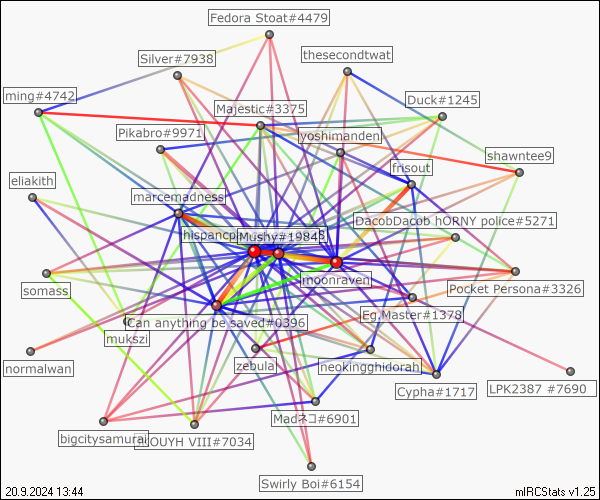 Fedora Stoat#4479
thesecondtwat
Silver#7938
ming#4742
Duck#1245
Majestic#3375
Pikabro#9971
yoshimanden
shawntee9
frisout
eliakith
marcemadness
DacobDacob hORNY police#5271
Mushy#1984
moonraven
somass
Pocket Persona#3326
Eg.Master#1378
Can anything be saved#0396
mukszi
normalwan
zebula
neokingghidorah
Cypha#1717
LPK2387 #7690
Madネコ#6901
bigcitysamurai
VIII#7034
Swirly Boi#6154
20.9.2024 13:44
mIRCStats v1.25